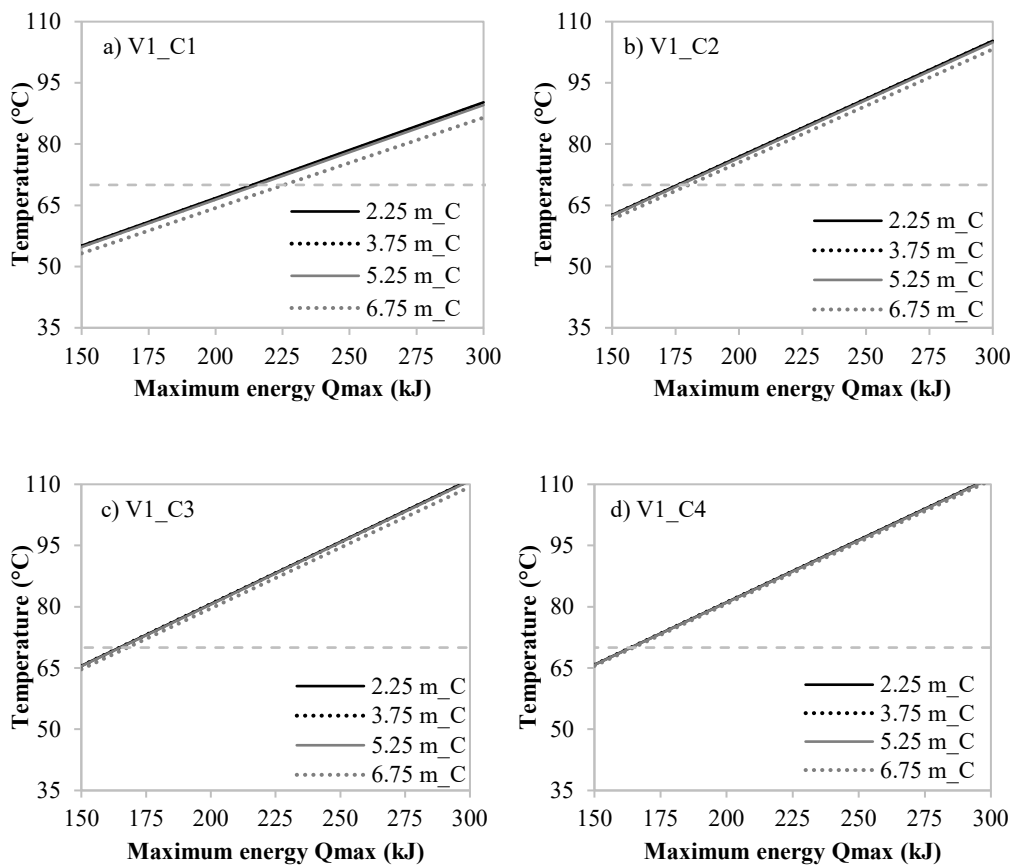 a) V1_C1
Temperature (°C)
110
95
80
65
50
35
2.25 m_C
3.75 m_C
5.25 m_C
6.75 m_C
150 175 200 225 250 275 300
Maximum energy Qmax (kJ)
b) V1_C2
Temperature (°C)
110
95
80
65
50
35
2.25 m_C
3.75 m_C
5.25 m_C
6.75 m_C
150 175 200 225 250 275 300
Maximum energy Qmax (kJ)
c) V1_C3
Temperature (°C)
110
95
80
65
50
35
2.25 m_C
3.75 m_C
5.25 m_C
6.75 m_C
150 175 200 225 250 275 300
Maximum energy Qmax (kJ)
d) V1_C4
Temperature (°C)
110
95
80
65
50
35
2.25 m_C
3.75 m_C
5.25 m_C
6.75 m_C
150 175 200 225 250 275 300
Maximum energy Qmax (kJ)